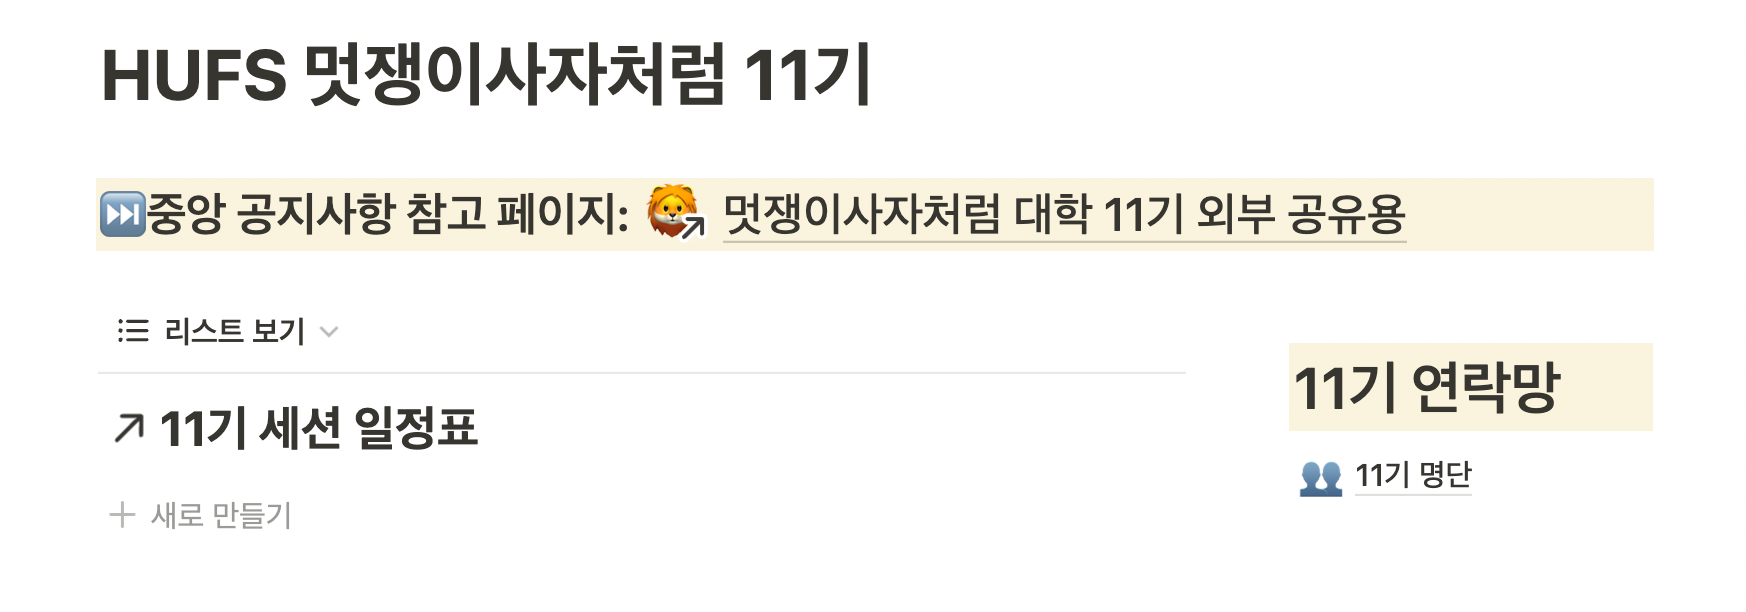 HUFS 멋쟁이사자처럼 11기
⏭️중앙 공지사항 참고 페이지: 🦁 멋쟁이사자처럼 대학 11기 외부 공유용
리스트 보기
↗ 11기 세션 일정표
+ 새로 만들기
11기 연락망
👥 11기 명단